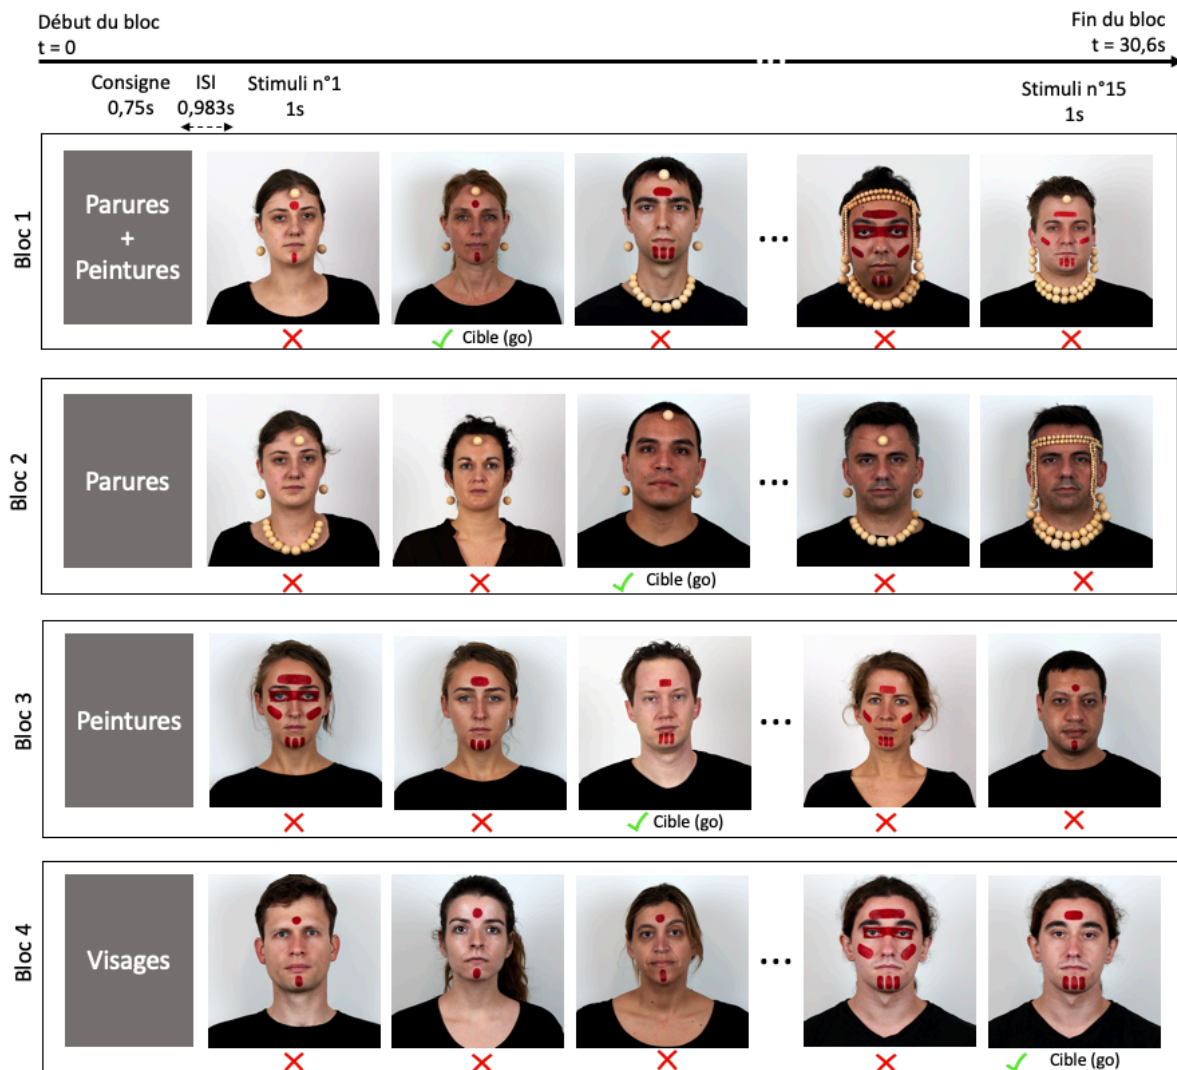 Début du bloc
t = 0
Fin du bloc
t = 30,6s
...
Consigne
0,75s
ISI
0,983s
Stimuli n°1
1s
Stimuli n°15
1s
Bloc 1
Parures
+
Peintures
...
Cible (go)
Bloc 2
Parures
...
Cible (go)
Bloc 3
Peintures
...
Cible (go)
Bloc 4
Visages
...
Cible (go)